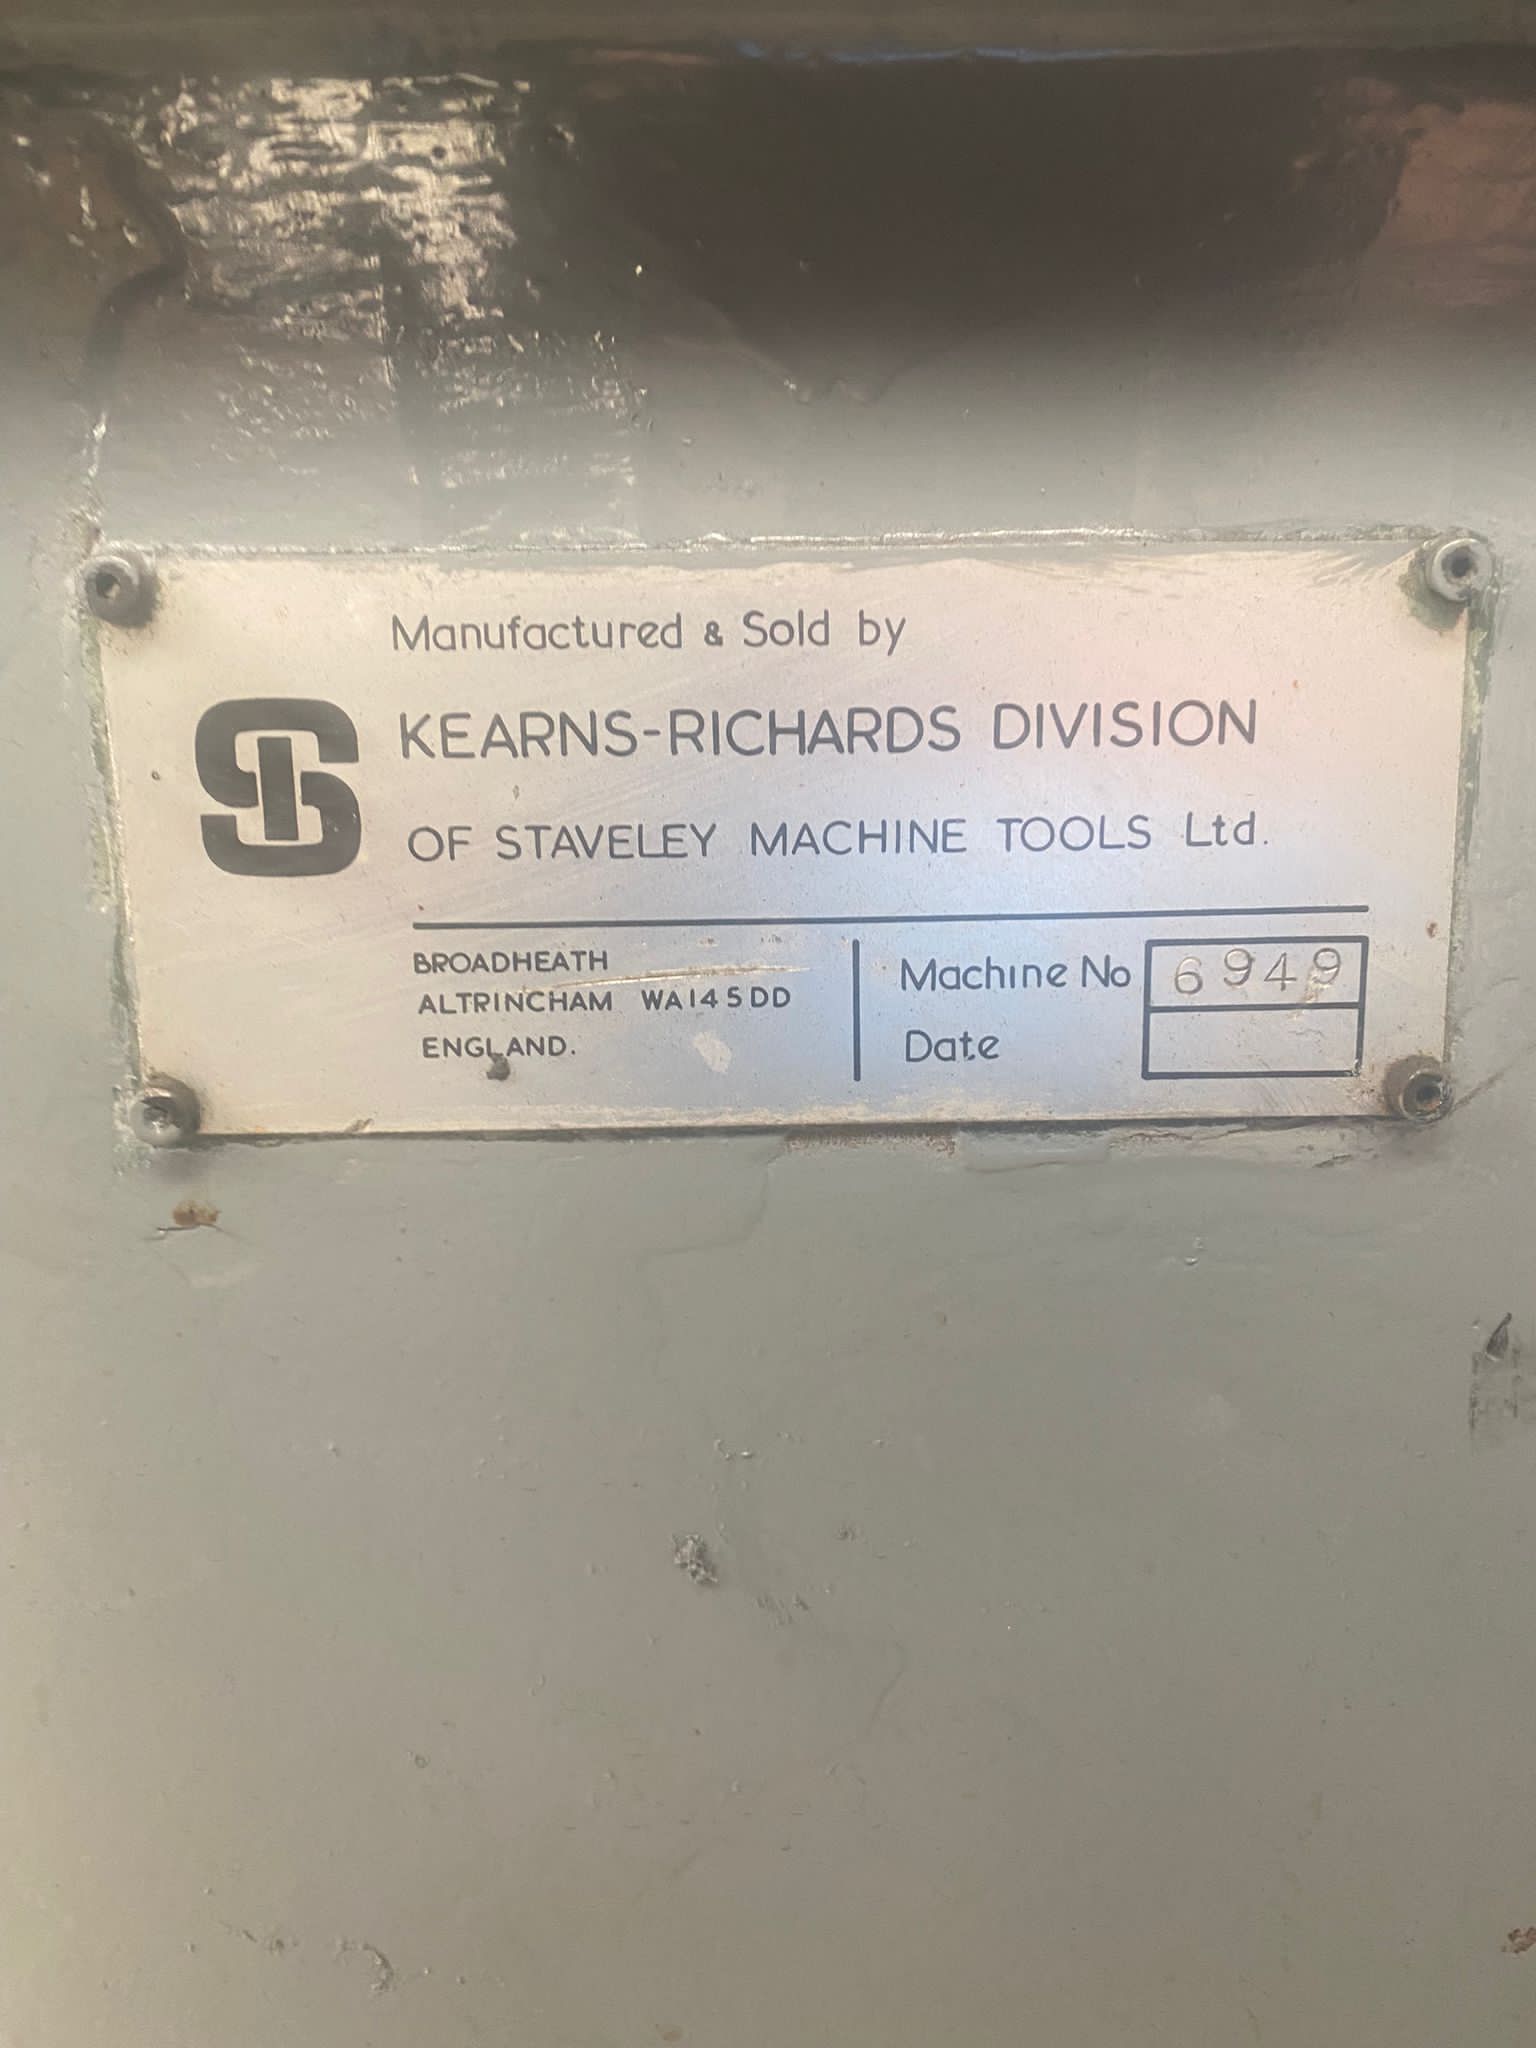 Manufactured & Sold by
SI KEARNS-RICHARDS DIVISION
OF STAVELEY MACHINE TOOLS Ltd.
BROADHEATH
ALTRINCHAM WA14 5DD
ENGLAND.
Machine No 6949
Date